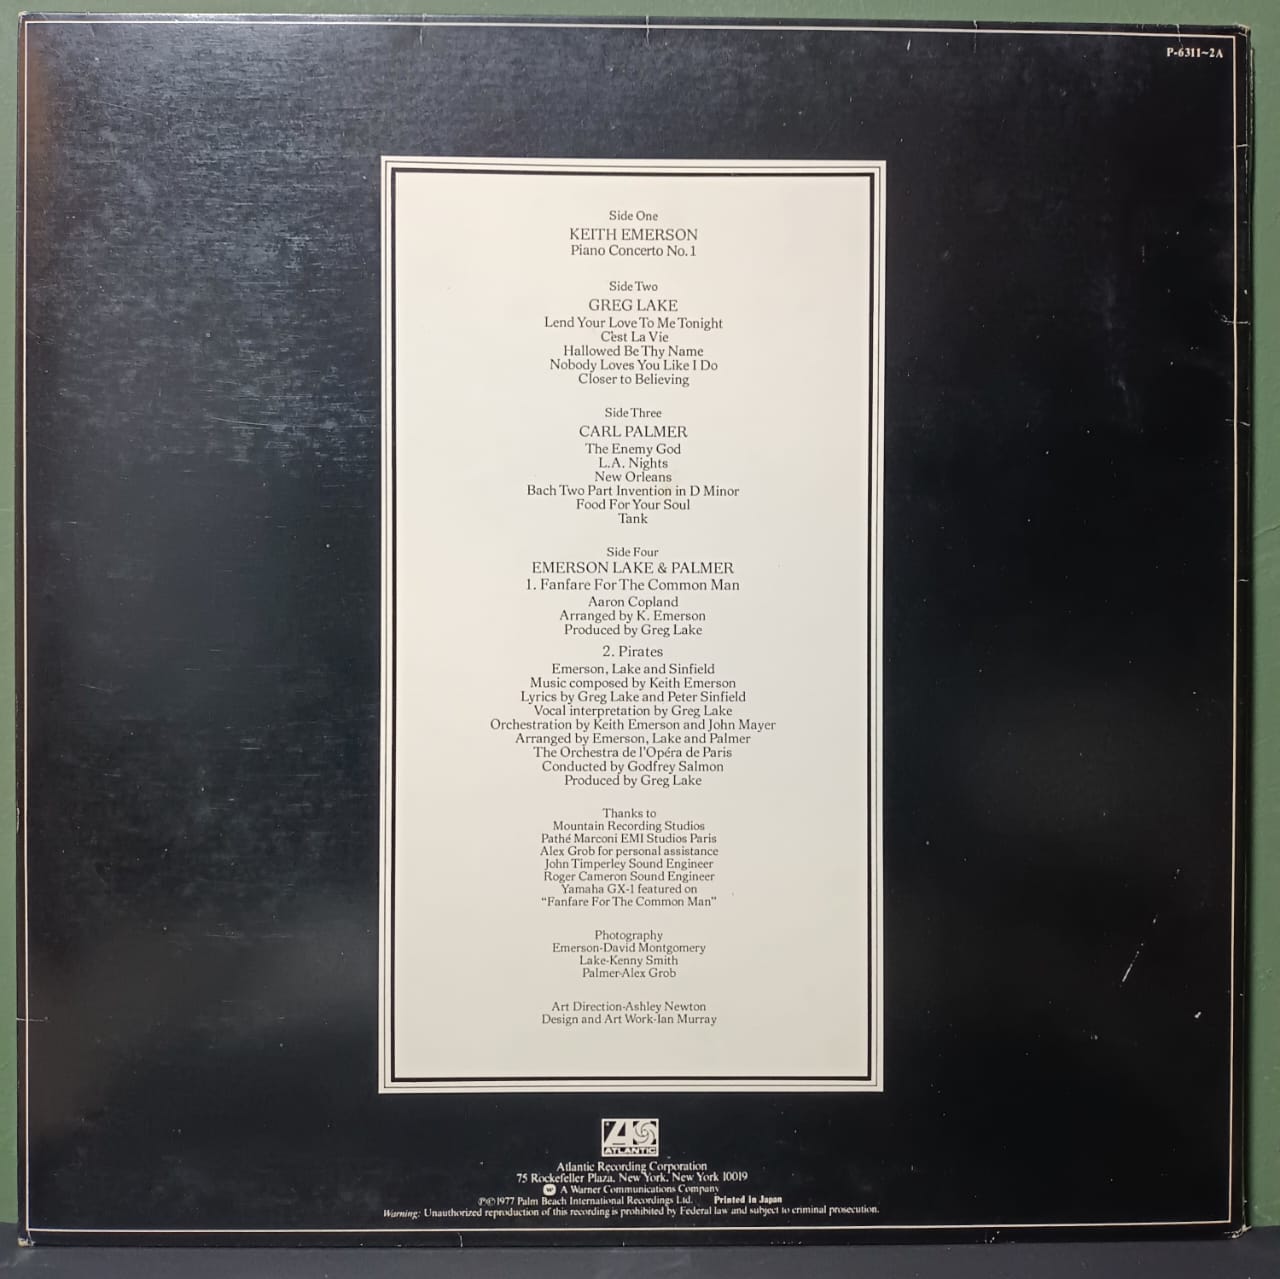 P-6311~2A
Side One
KEITH EMERSON
Piano Concerto No. 1
Side Two
GREG LAKE
Lend Your Love To Me Tonight
C'est La Vie
Hallowed Be Thy Name
Nobody Loves You Like I Do
Closer to Believing
Side Three
CARL PALMER
The Enemy God
L.A. Nights
New Orleans
Bach Two Part Invention in D Minor
Food For Your Soul
Tank
Side Four
EMERSON LAKE & PALMER
1. Fanfare For The Common Man
Aaron Copland
Arranged by K. Emerson
Produced by Greg Lake
2. Pirates
Emerson, Lake and Sinfield
Music composed by Keith Emerson
Lyrics by Greg Lake and Peter Sinfield
Vocal interpretation by Greg Lake
Orchestration by Keith Emerson and John Mayer
Arranged by Emerson, Lake and Palmer
The Orchestra de l'Opéra de Paris
Conducted by Godfrey Salmon
Produced by Greg Lake
Thanks to
Mountain Recording Studios
Pathé Marconi EMI Studios Paris
Alex Grob for personal assistance
John Timperley Sound Engineer
Roger Cameron Sound Engineer
Yamaha GX-1 featured on
“Fanfare For The Common Man”
Photography
Emerson-David Montgomery
Lake-Kenny Smith
Palmer-Alex Grob
Art Direction-Ashley Newton
Design and Art Work-Ian Murray
ATLANTIC
Atlantic Recording Corporation
75 Rockefeller Plaza, New York, New York 10019
A Warner Communications Company
℗© 1977 Palm Beach International Recordings Ltd. Printed in Japan
Warning: Unauthorized reproduction of this recording is prohibited by Federal law and subject to criminal prosecution.